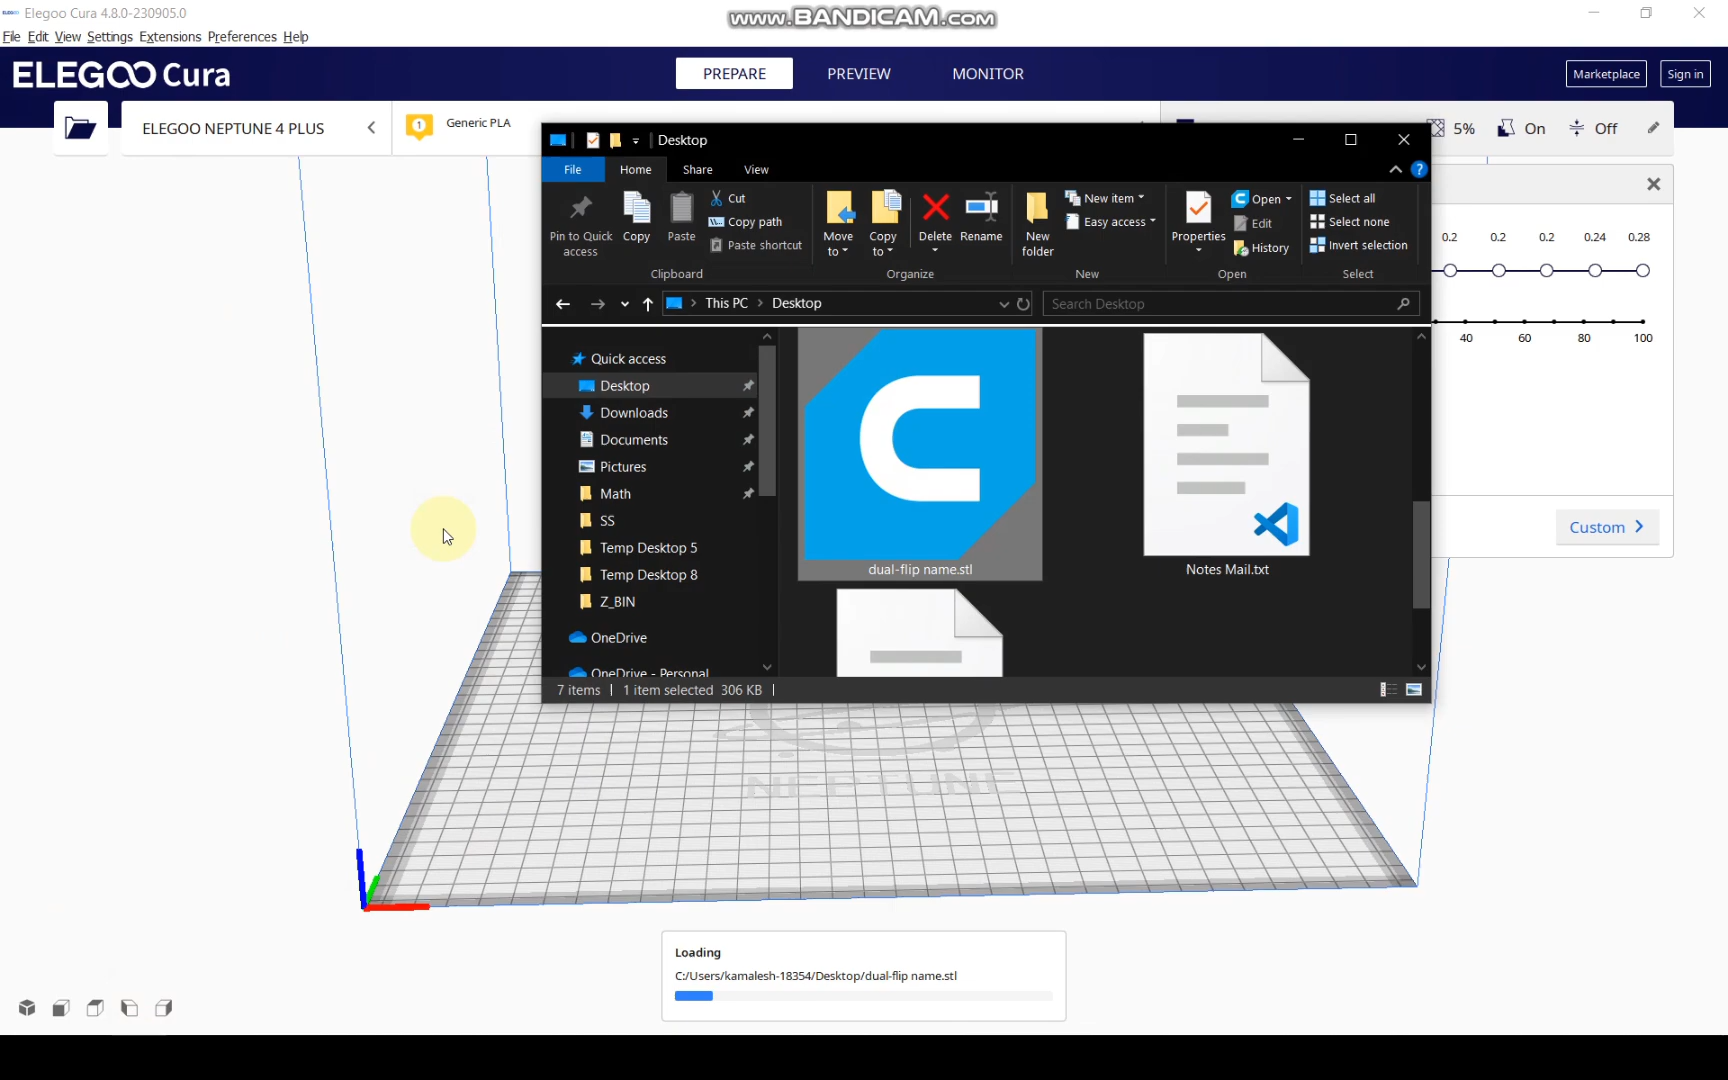 Elegoo Cura 4.8.0-230905.0
www.BANDICAM.com
File Edit View Settings Extensions Preferences Help
ELEGOO Cura
PREPARE PREVIEW MONITOR
Marketplace Sign in
ELEGOO NEPTUNE 4 PLUS
1 Generic PLA
5% On Off
Desktop
File Home Share View
Pin to Quick access
Copy
Paste
Cut
Copy path
Paste shortcut
Clipboard
Move to
Copy to
Delete
Rename
Organize
New folder
New item
Easy access
New
Properties
Open
Edit
History
Open
Select all
Select none
Invert selection
Select
This PC > Desktop
Search Desktop
0.2 0.2 0.2 0.24 0.28
40 60 80 100
Custom
Quick access
Desktop
Downloads
Documents
Pictures
Math
SS
Temp Desktop 5
Temp Desktop 8
Z_BIN
OneDrive
OneDrive - Personal
dual-flip name.stl
Notes Mail.txt
7 items 1 item selected 306 KB
NEPTUNE
Loading
C:/Users/kamalesh-18354/Desktop/dual-flip name.stl